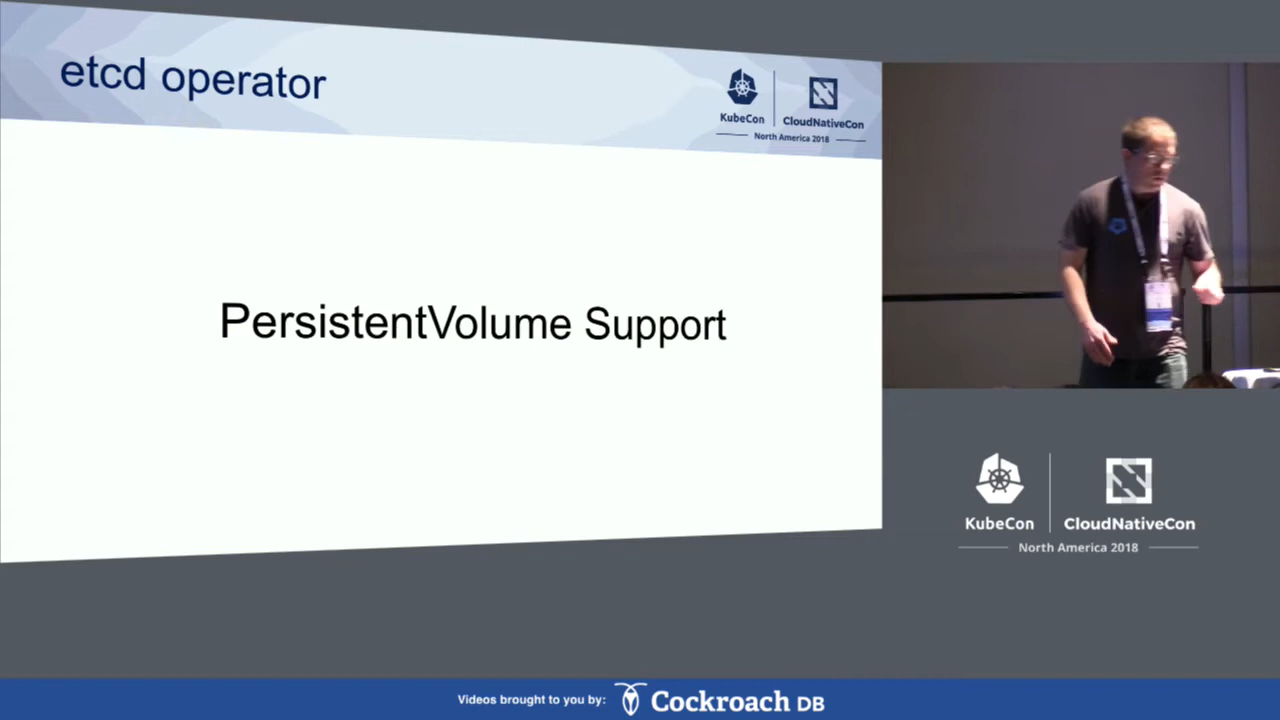 etcd operator
KubeCon
CloudNativeCon
North America 2018
PersistentVolume Support
KubeCon
CloudNativeCon
North America 2018
Videos brought to you by:
Cockroach DB